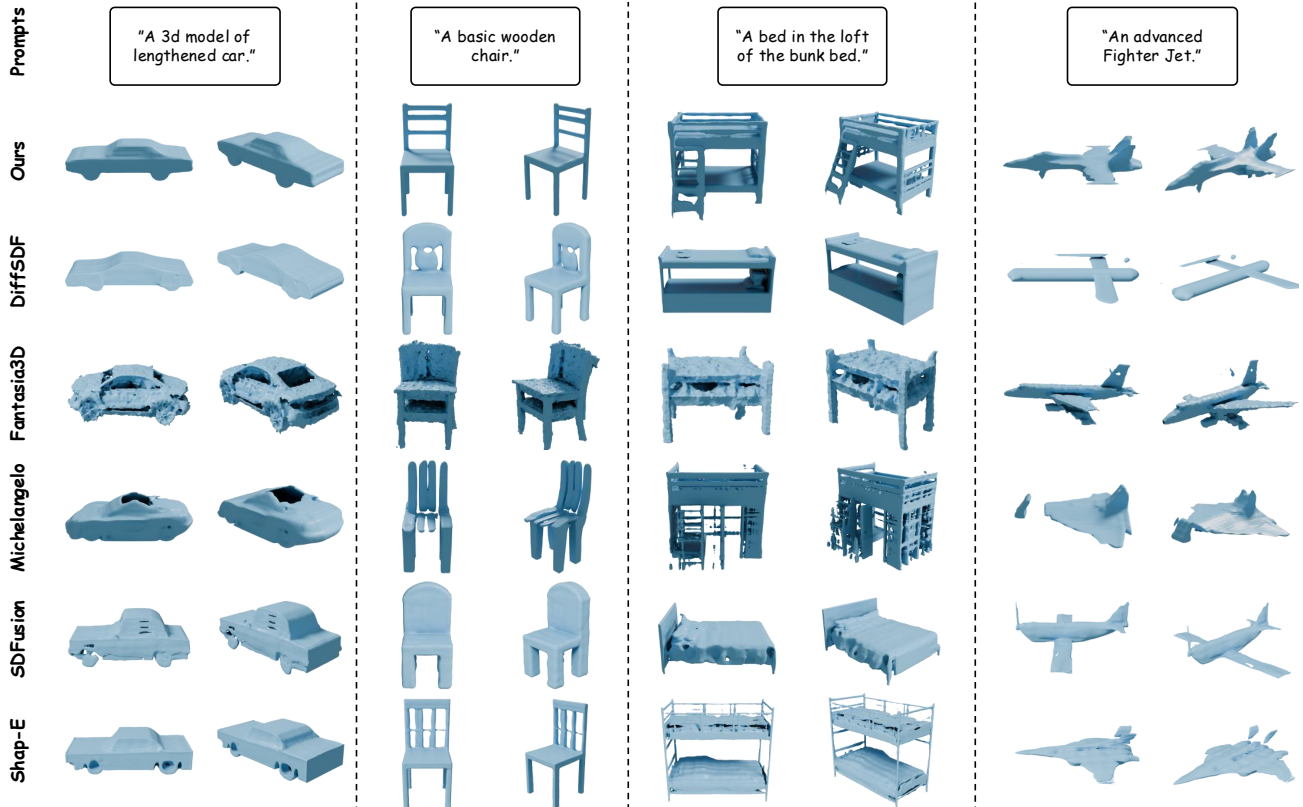 Prompts
"A 3d model of
lengthened car."
"A basic wooden
chair."
"A bed in the loft
of the bunk bed."
"An advanced
Fighter Jet."
Ours
DiffSDF
Fantasia3D
Michelangelo
SDFusion
Shap-E